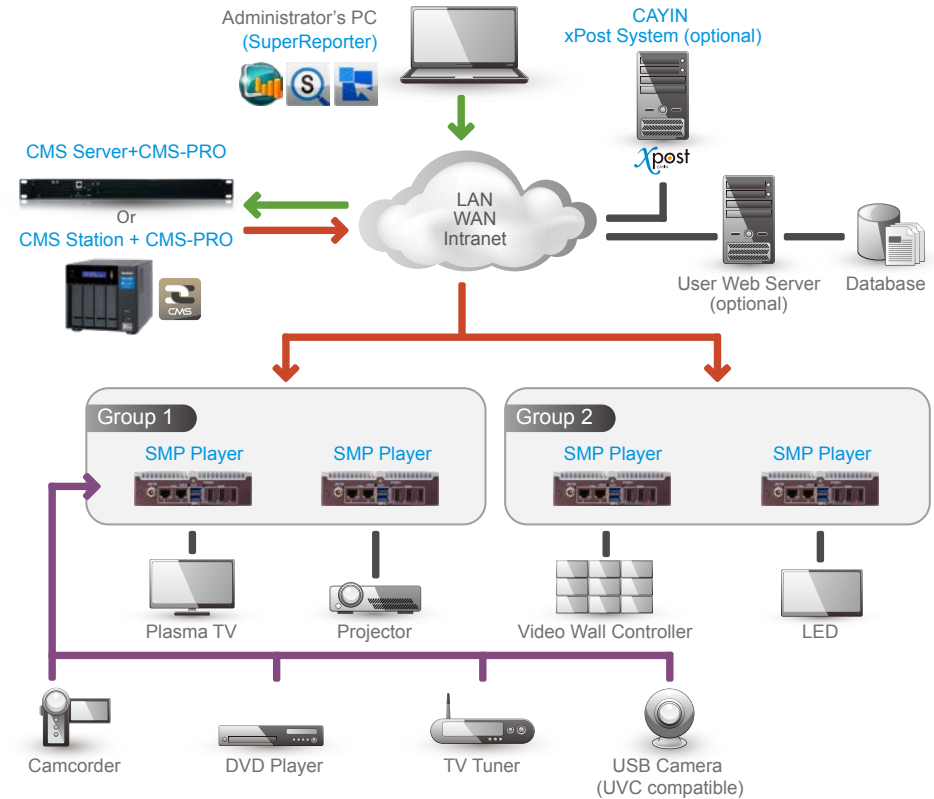 Administrator's PC
(SuperReporter)
S
CAYIN
xPost System (optional)
Xpost
CAYIN
CMS Server+CMS-PRO
Or
CMS Station + CMS-PRO
CMS
LAN
WAN
Intranet
User Web Server
(optional)
Database
Group 1
SMP Player
SMP Player
Group 2
SMP Player
SMP Player
Plasma TV
Projector
Video Wall Controller
LED
Camcorder
DVD Player
TV Tuner
USB Camera
(UVC compatible)